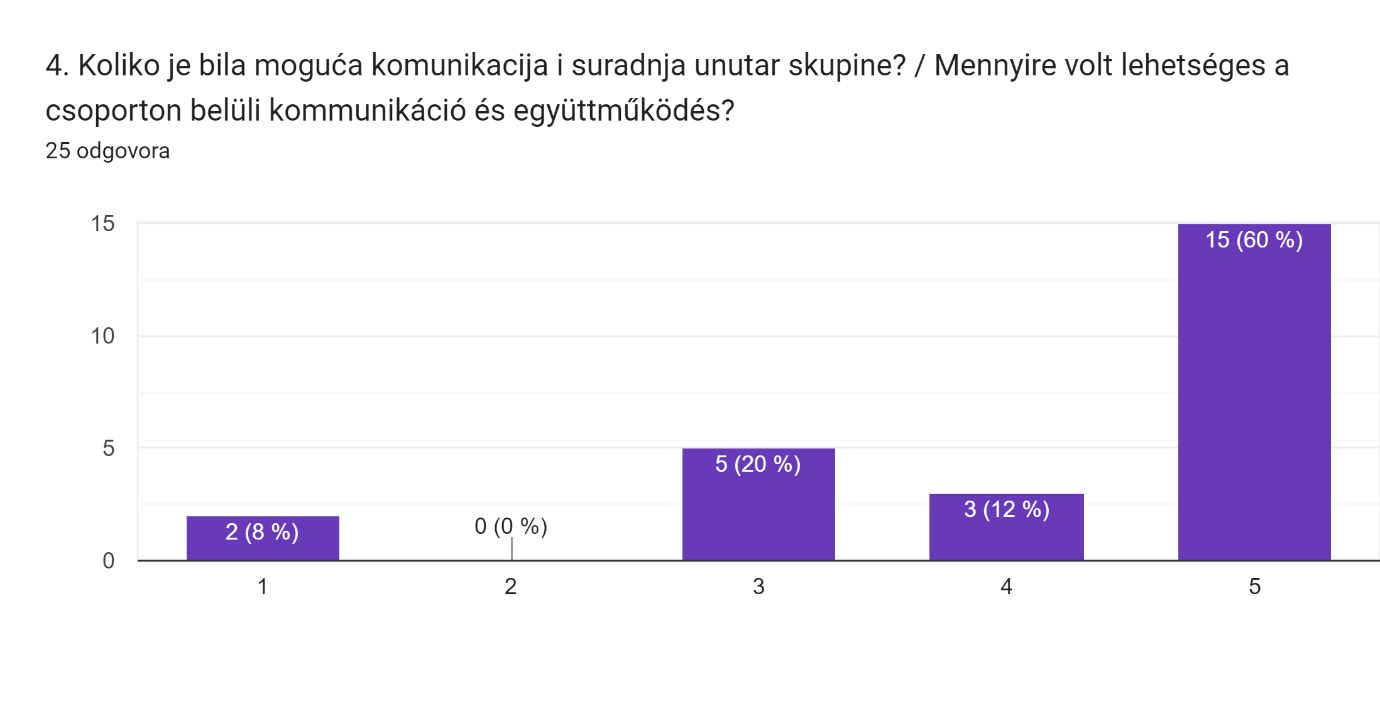 4. Koliko je bila moguća komunikacija i suradnja unutar skupine? / Mennyire volt lehetséges a
csoporton belüli kommunikáció és együttműködés?
25 odgovora
15
10
5
0
2 (8 %)
0 (0 %)
5 (20 %)
3 (12 %)
15 (60 %)
1
2
3
4
5